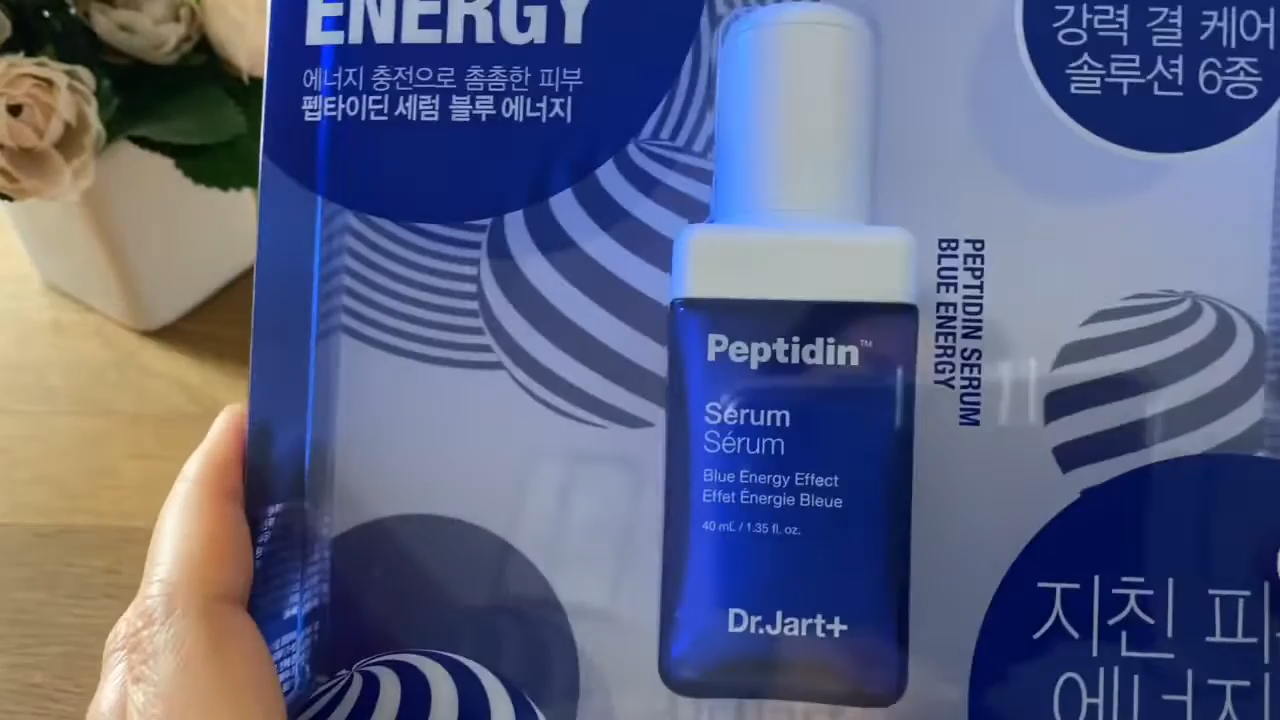 ENERGY
에너지 충전으로 촘촘한 피부
펩타이딘 세럼 블루 에너지
강력 결 케어
솔루션 6종
PEPTIDIN SERUM
BLUE ENERGY
Peptidin™
Serum
Sérum
Blue Energy Effect
Effet Énergie Bleue
40 mL / 1.35 fl. oz.
Dr.Jart+
지친 피
에너지